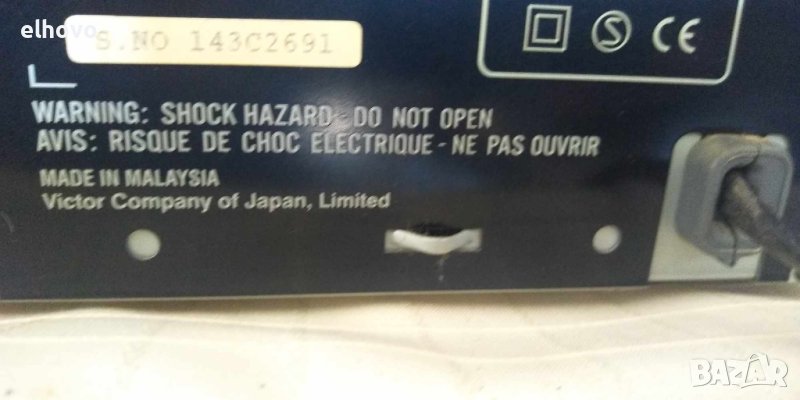 elhovo
S.NO 143C2691
S CE
WARNING: SHOCK HAZARD- DO NOT OPEN
AVIS: RISQUE DE CHOC ELECTRIQUE - NE PAS OUVRIR
MADE IN MALAYSIA
Victor Company of Japan, Limited
BAZAR